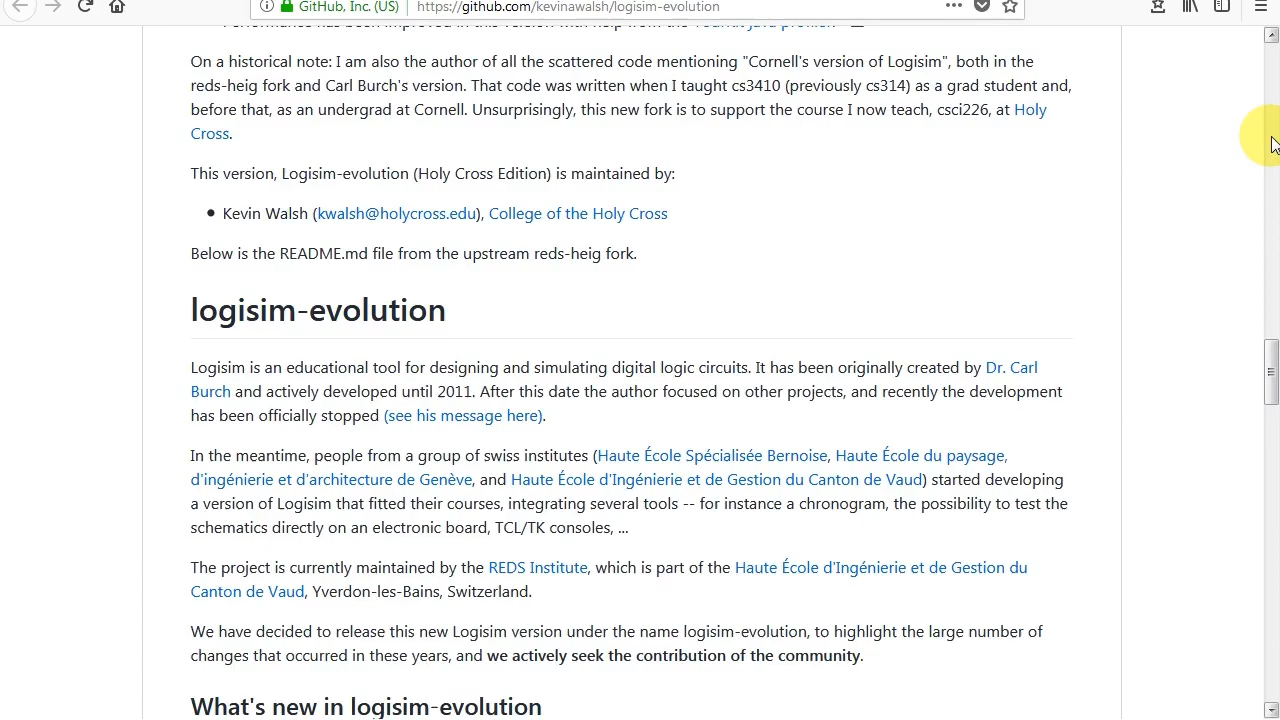 GitHub, Inc. (US)
https://github.com/kevinawalsh/logisim-evolution
On a historical note: I am also the author of all the scattered code mentioning "Cornell's version of Logisim", both in the
reds-heig fork and Carl Burch's version. That code was written when I taught cs3410 (previously cs314) as a grad student and,
before that, as an undergrad at Cornell. Unsurprisingly, this new fork is to support the course I now teach, csci226, at Holy
Cross.
This version, Logisim-evolution (Holy Cross Edition) is maintained by:
• Kevin Walsh (kwalsh@holycross.edu), College of the Holy Cross
Below is the README.md file from the upstream reds-heig fork.
logisim-evolution
Logisim is an educational tool for designing and simulating digital logic circuits. It has been originally created by Dr. Carl
Burch and actively developed until 2011. After this date the author focused on other projects, and recently the development
has been officially stopped (see his message here).
In the meantime, people from a group of swiss institutes (Haute École Spécialisée Bernoise, Haute École du paysage,
d'ingénierie et d'architecture de Genève, and Haute École d'Ingénierie et de Gestion du Canton de Vaud) started developing
a version of Logisim that fitted their courses, integrating several tools -- for instance a chronogram, the possibility to test the
schematics directly on an electronic board, TCL/TK consoles, ...
The project is currently maintained by the REDS Institute, which is part of the Haute École d'Ingénierie et de Gestion du
Canton de Vaud, Yverdon-les-Bains, Switzerland.
We have decided to release this new Logisim version under the name logisim-evolution, to highlight the large number of
changes that occurred in these years, and we actively seek the contribution of the community.
What's new in logisim-evolution